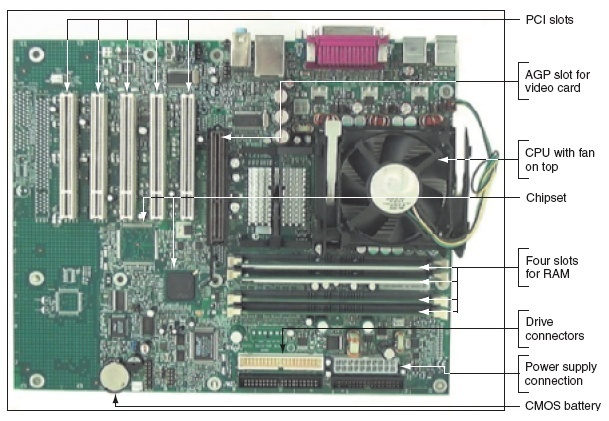 PCI slots
AGP slot for
video card
CPU with fan
on top
Chipset
Four slots
for RAM
Drive
connectors
Power supply
connection
CMOS battery